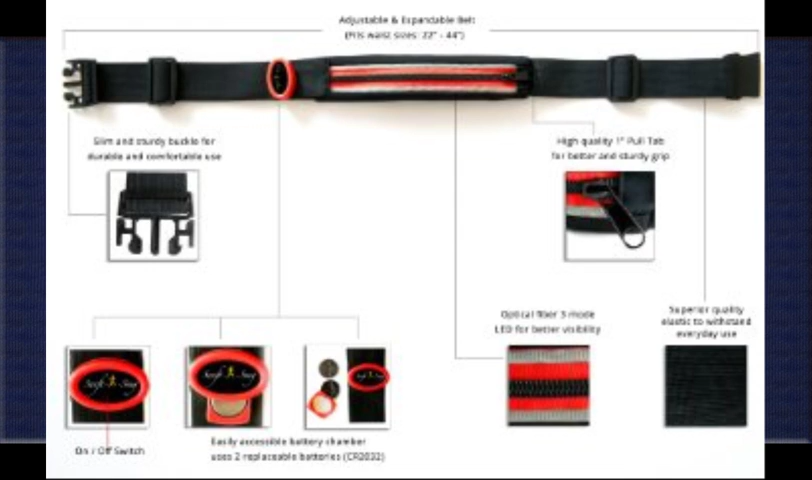 Adjustable & Expandable Belt
(Fits waist sizes: 22" - 44")
Slim and sturdy buckle for
durable and comfortable use
High quality 1" Pull Tab
for better and sturdy grip
Optical fiber 3 mode
LED for better visibility
Superior quality
elastic to withstand
everyday use
On / Off Switch
Easily accessible battery chamber
uses 2 replaceable batteries (CR2032)